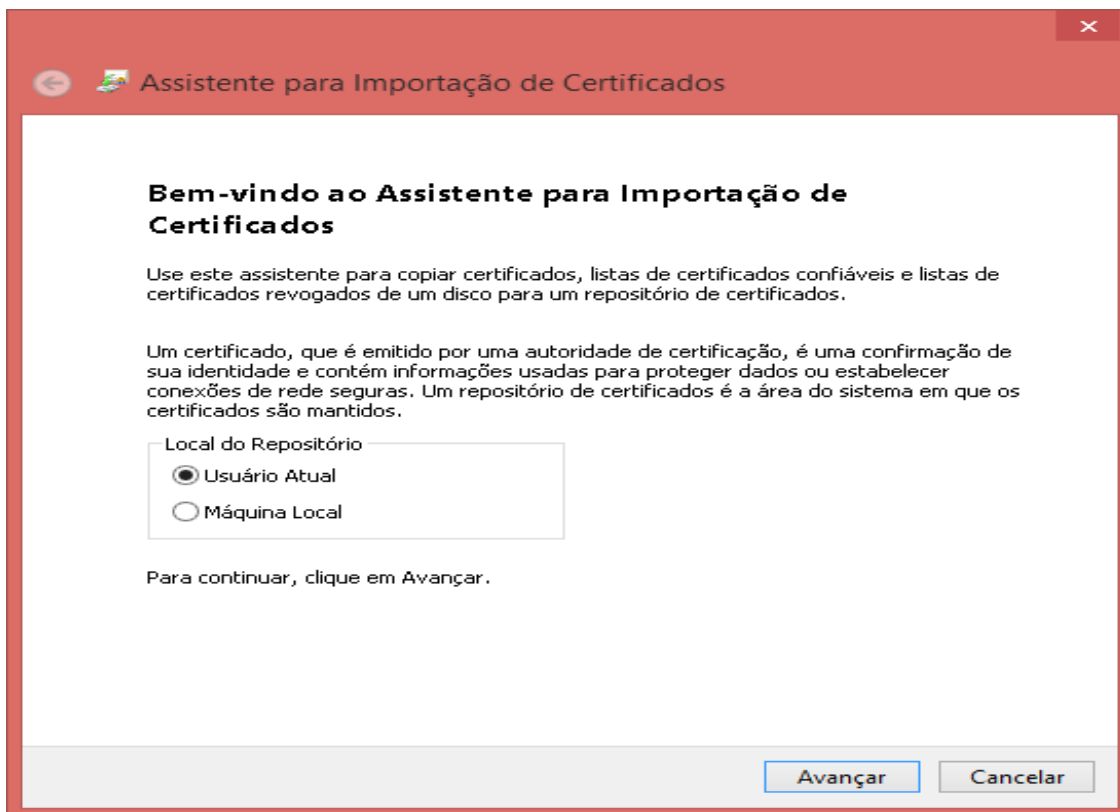 Assistente para Importação de Certificados
Bem-vindo ao Assistente para Importação de
Certificados
Use este assistente para copiar certificados, listas de certificados confiáveis e listas de
certificados revogados de um disco para um repositório de certificados.
Um certificado, que é emitido por uma autoridade de certificação, é uma confirmação de
sua identidade e contém informações usadas para proteger dados ou estabelecer
conexões de rede seguras. Um repositório de certificados é a área do sistema em que os
certificados são mantidos.
Local do Repositório
Usuário Atual
Máquina Local
Para continuar, clique em Avançar.
Avançar
Cancelar